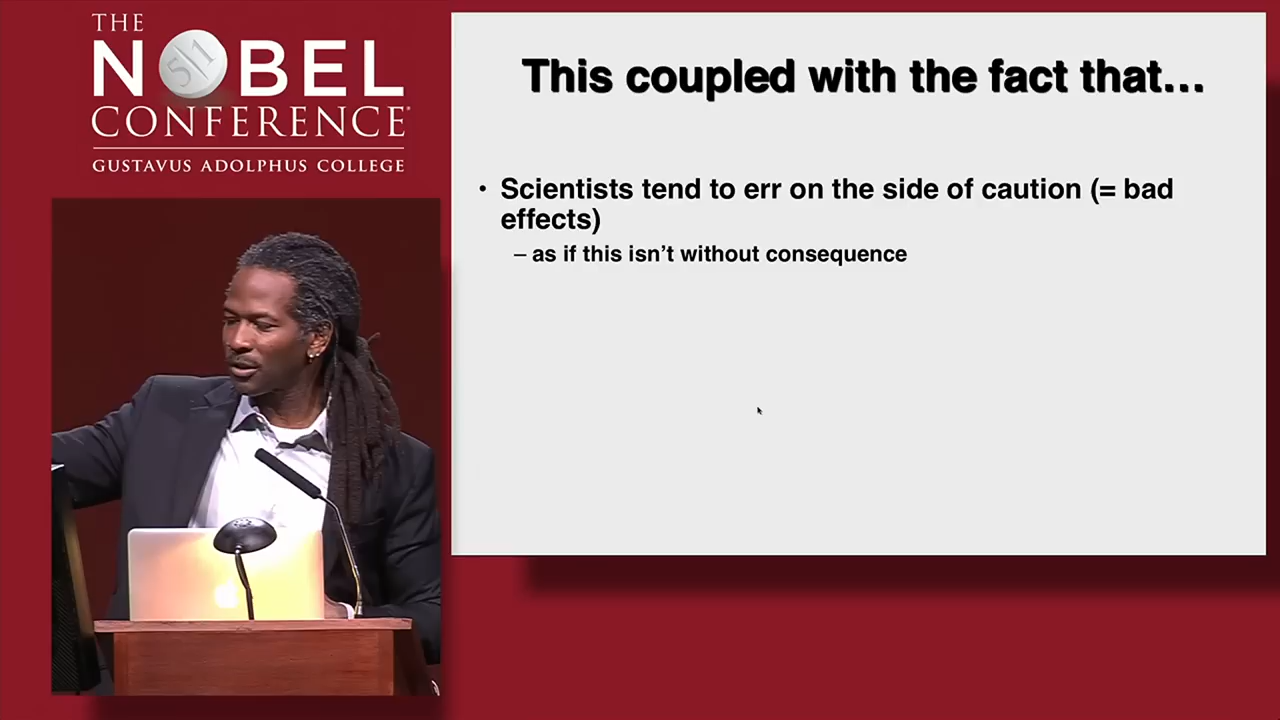 THE
NOBEL
CONFERENCE®
GUSTAVUS ADOLPHUS COLLEGE
51
This coupled with the fact that...
• Scientists tend to err on the side of caution (= bad
effects)
– as if this isn’t without consequence